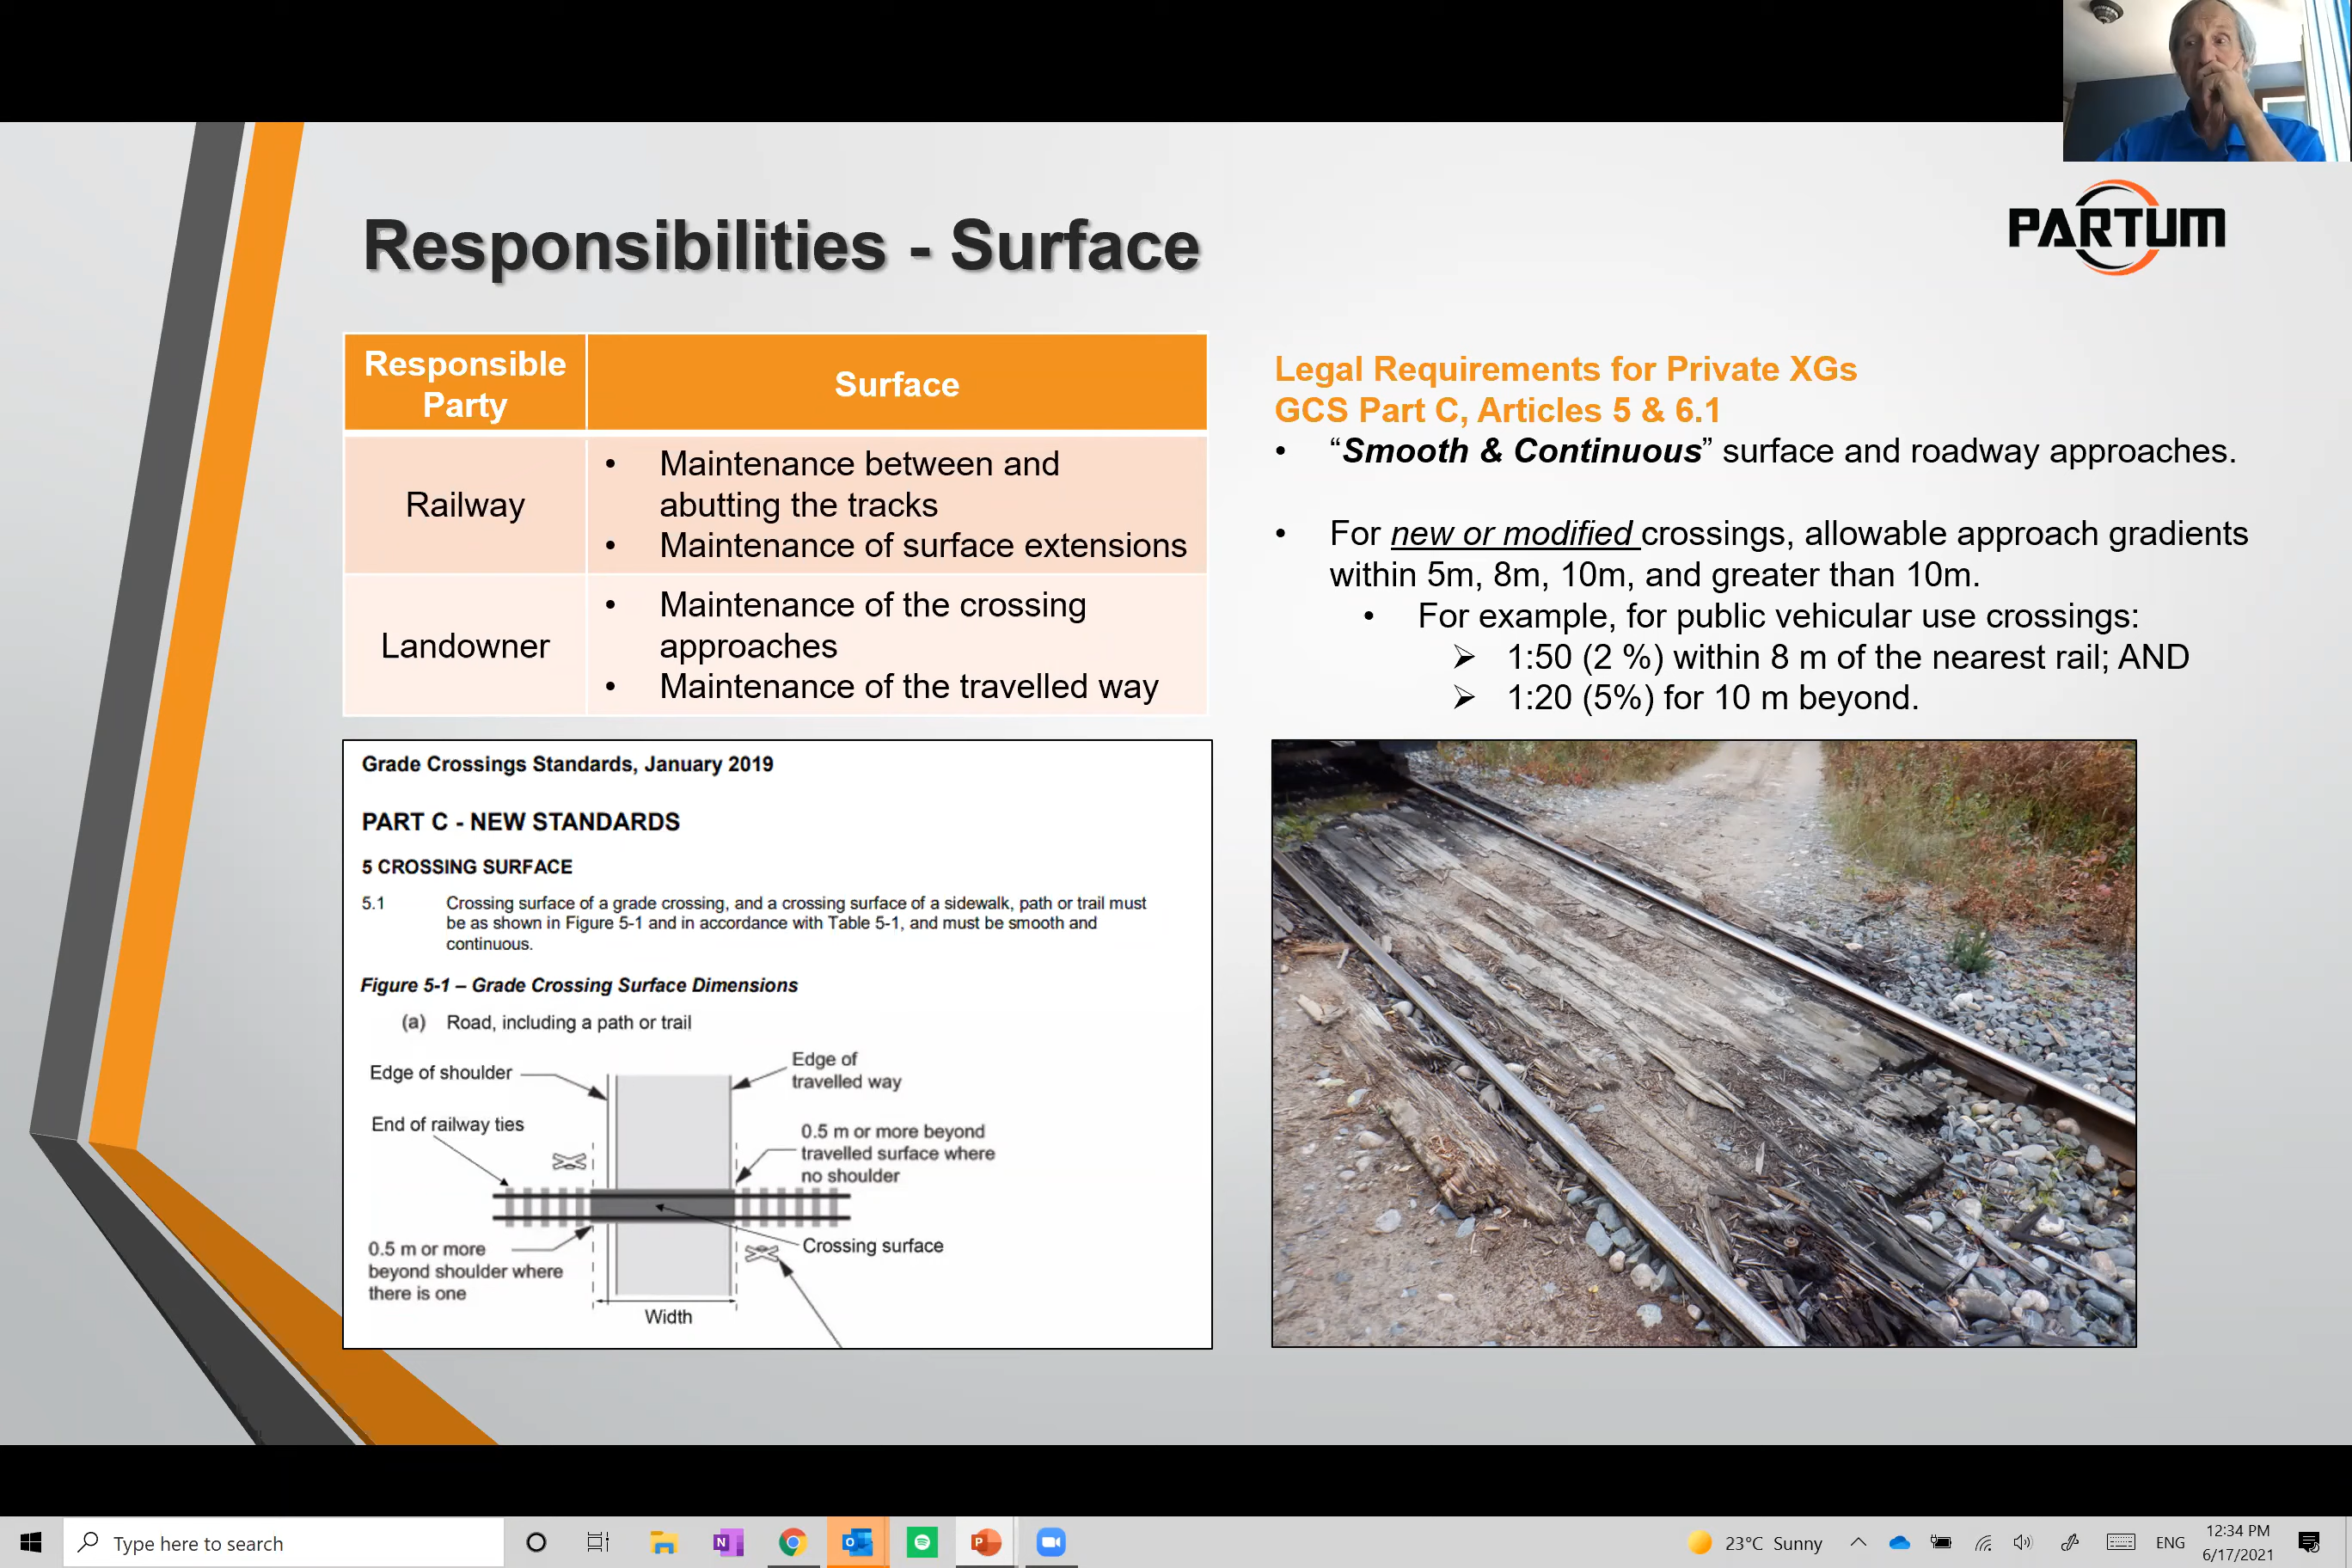 Responsibilities - Surface
PARTUM
Responsible
Party
Surface
Railway
• Maintenance between and
abutting the tracks
• Maintenance of surface extensions
Landowner
• Maintenance of the crossing
approaches
• Maintenance of the travelled way
Legal Requirements for Private XGs
GCS Part C, Articles 5 & 6.1
• “Smooth & Continuous” surface and roadway approaches.
• For new or modified crossings, allowable approach gradients
within 5m, 8m, 10m, and greater than 10m.
• For example, for public vehicular use crossings:
➢ 1:50 (2 %) within 8 m of the nearest rail; AND
➢ 1:20 (5%) for 10 m beyond.
Grade Crossings Standards, January 2019
PART C - NEW STANDARDS
5 CROSSING SURFACE
5.1 Crossing surface of a grade crossing, and a crossing surface of a sidewalk, path or trail must
be as shown in Figure 5-1 and in accordance with Table 5-1, and must be smooth and
continuous.
Figure 5-1 – Grade Crossing Surface Dimensions
(a) Road, including a path or trail
Edge of shoulder
Edge of
travelled way
End of railway ties
0.5 m or more beyond
travelled surface where
no shoulder
0.5 m or more
beyond shoulder where
there is one
Crossing surface
Width
Type here to search
23°C Sunny
ENG
12:34 PM
6/17/2021